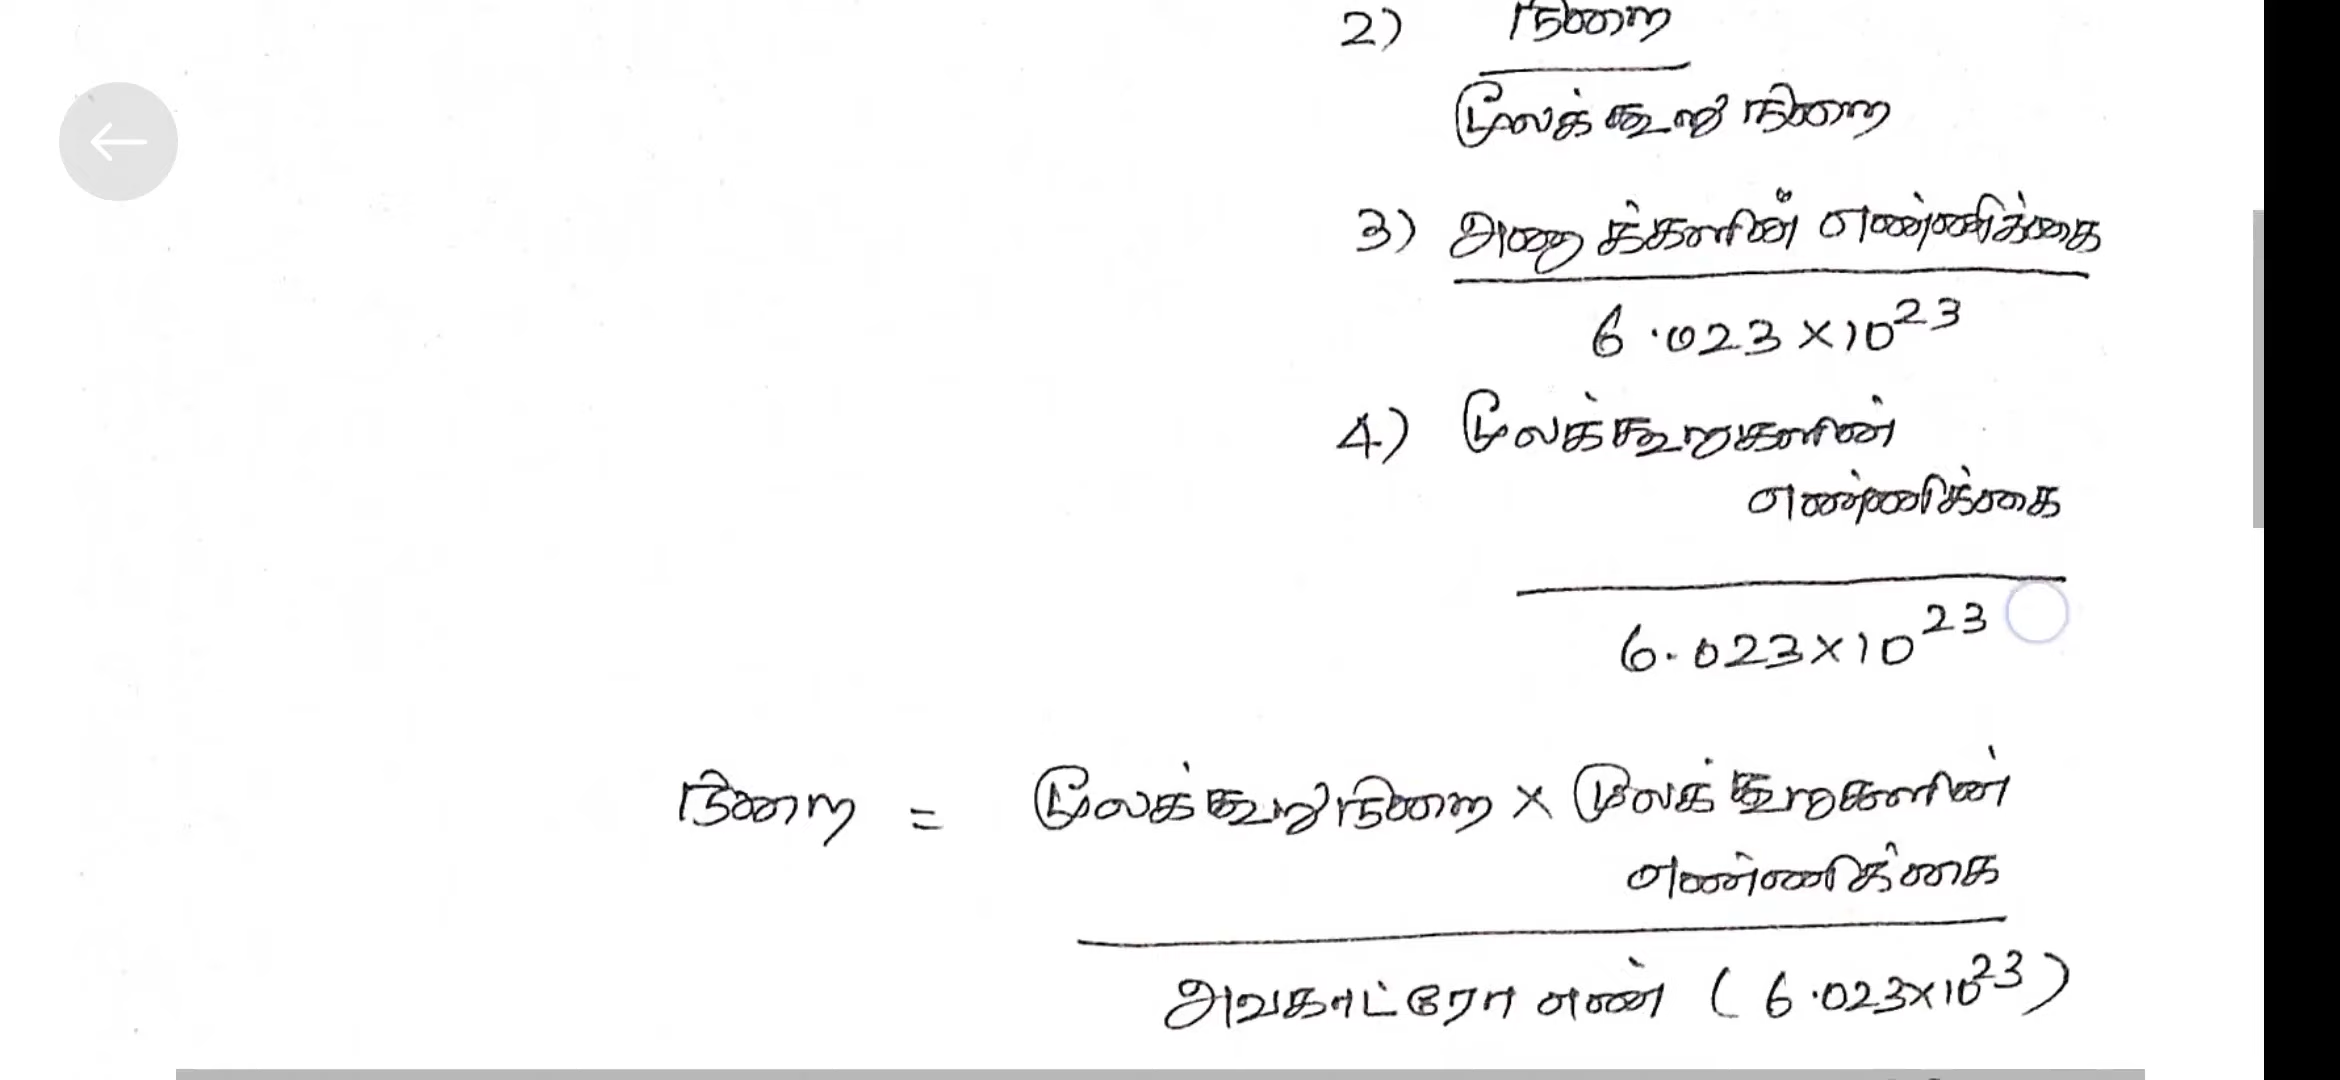 2) நிறை
மூலக்கூறு நிறை
3) அணுக்களின் எண்ணிக்கை
6.023 × 10²³
4) மூலக்கூறுகளின்
எண்ணிக்கை
6.023 × 10²³
நிறை = மூலக்கூறு நிறை × மூலக்கூறுகளின்
எண்ணிக்கை
அவகாட்ரோ எண் (6.023×10²³)